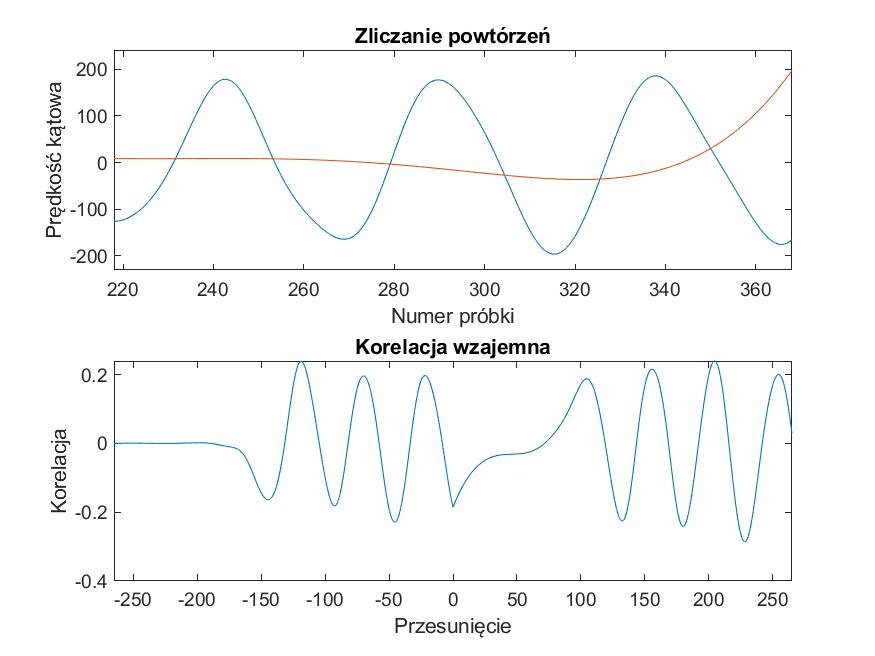 Zliczanie powtórzeń
Prędkość kątowa
200
100
0
-100
-200
220 240 260 280 300 320 340 360
Numer próbki
Korelacja wzajemna
Korelacja
0.2
0
-0.2
-0.4
-250 -200 -150 -100 -50 0 50 100 150 200 250
Przesunięcie